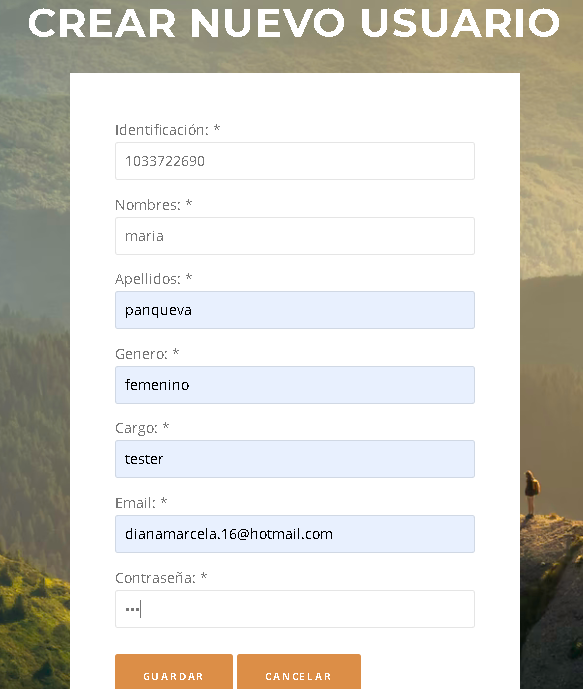 CREAR NUEVO USUARIO
Identificación: *
1033722690
Nombres: *
maria
Apellidos: *
panqueva
Genero: *
femenino
Cargo: *
tester
Email: *
dianamarcela.16@hotmail.com
Contraseña: *
•••
GUARDAR CANCELAR